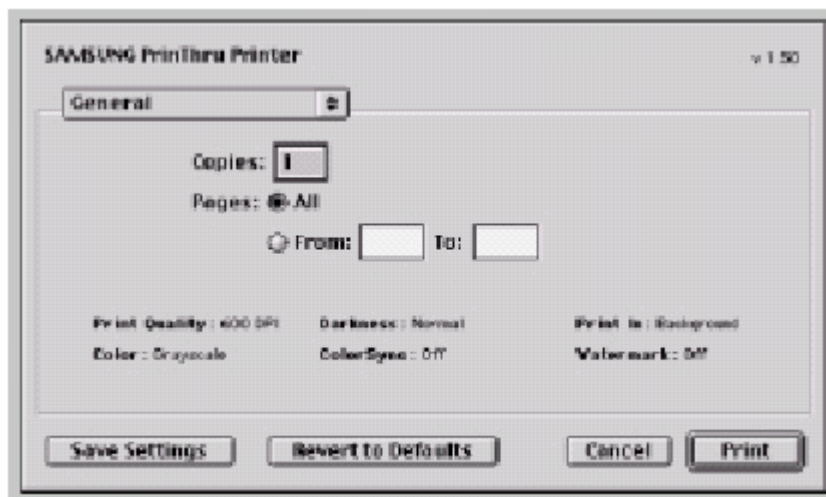 SAMSUNG PrinThru Printer v 1.50
General
Copies: 1
Pages: All
From: To:
Print Quality : 600 DPI Darkness : Normal Print In : Background
Color : Grayscale ColorSync : Off Watermark : Off
Save Settings Revert to Defaults Cancel Print